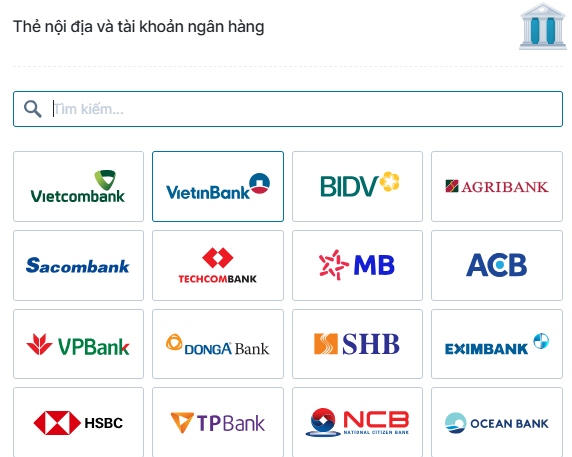 Thẻ nội địa và tài khoản ngân hàng
Tìm kiếm...
Vietcombank
VietinBank
BIDV
AGRIBANK
Sacombank
TECHCOMBANK
MB
ACB
VPBank
DONGA Bank
SHB
EXIMBANK
HSBC
TPBank
NCB
NATIONAL CITIZEN BANK
OCEAN BANK